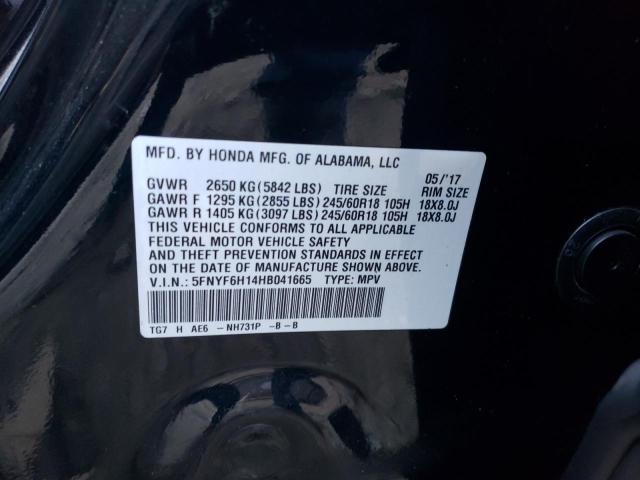 MFD. BY HONDA MFG. OF ALABAMA, LLC
05/'17
GVWR 2650 KG (5842 LBS) TIRE SIZE RIM SIZE
GAWR F 1295 KG (2855 LBS) 245/60R18 105H 18X8.0J
GAWR R 1405 KG (3097 LBS) 245/60R18 105H 18X8.0J
THIS VEHICLE CONFORMS TO ALL APPLICABLE
FEDERAL MOTOR VEHICLE SAFETY
AND THEFT PREVENTION STANDARDS IN EFFECT
ON THE DATE OF MANUFACTURE SHOWN ABOVE.
V.I.N.: 5FNYF6H14HB041665 TYPE: MPV
TG7 H AE6 - NH731P -B-B